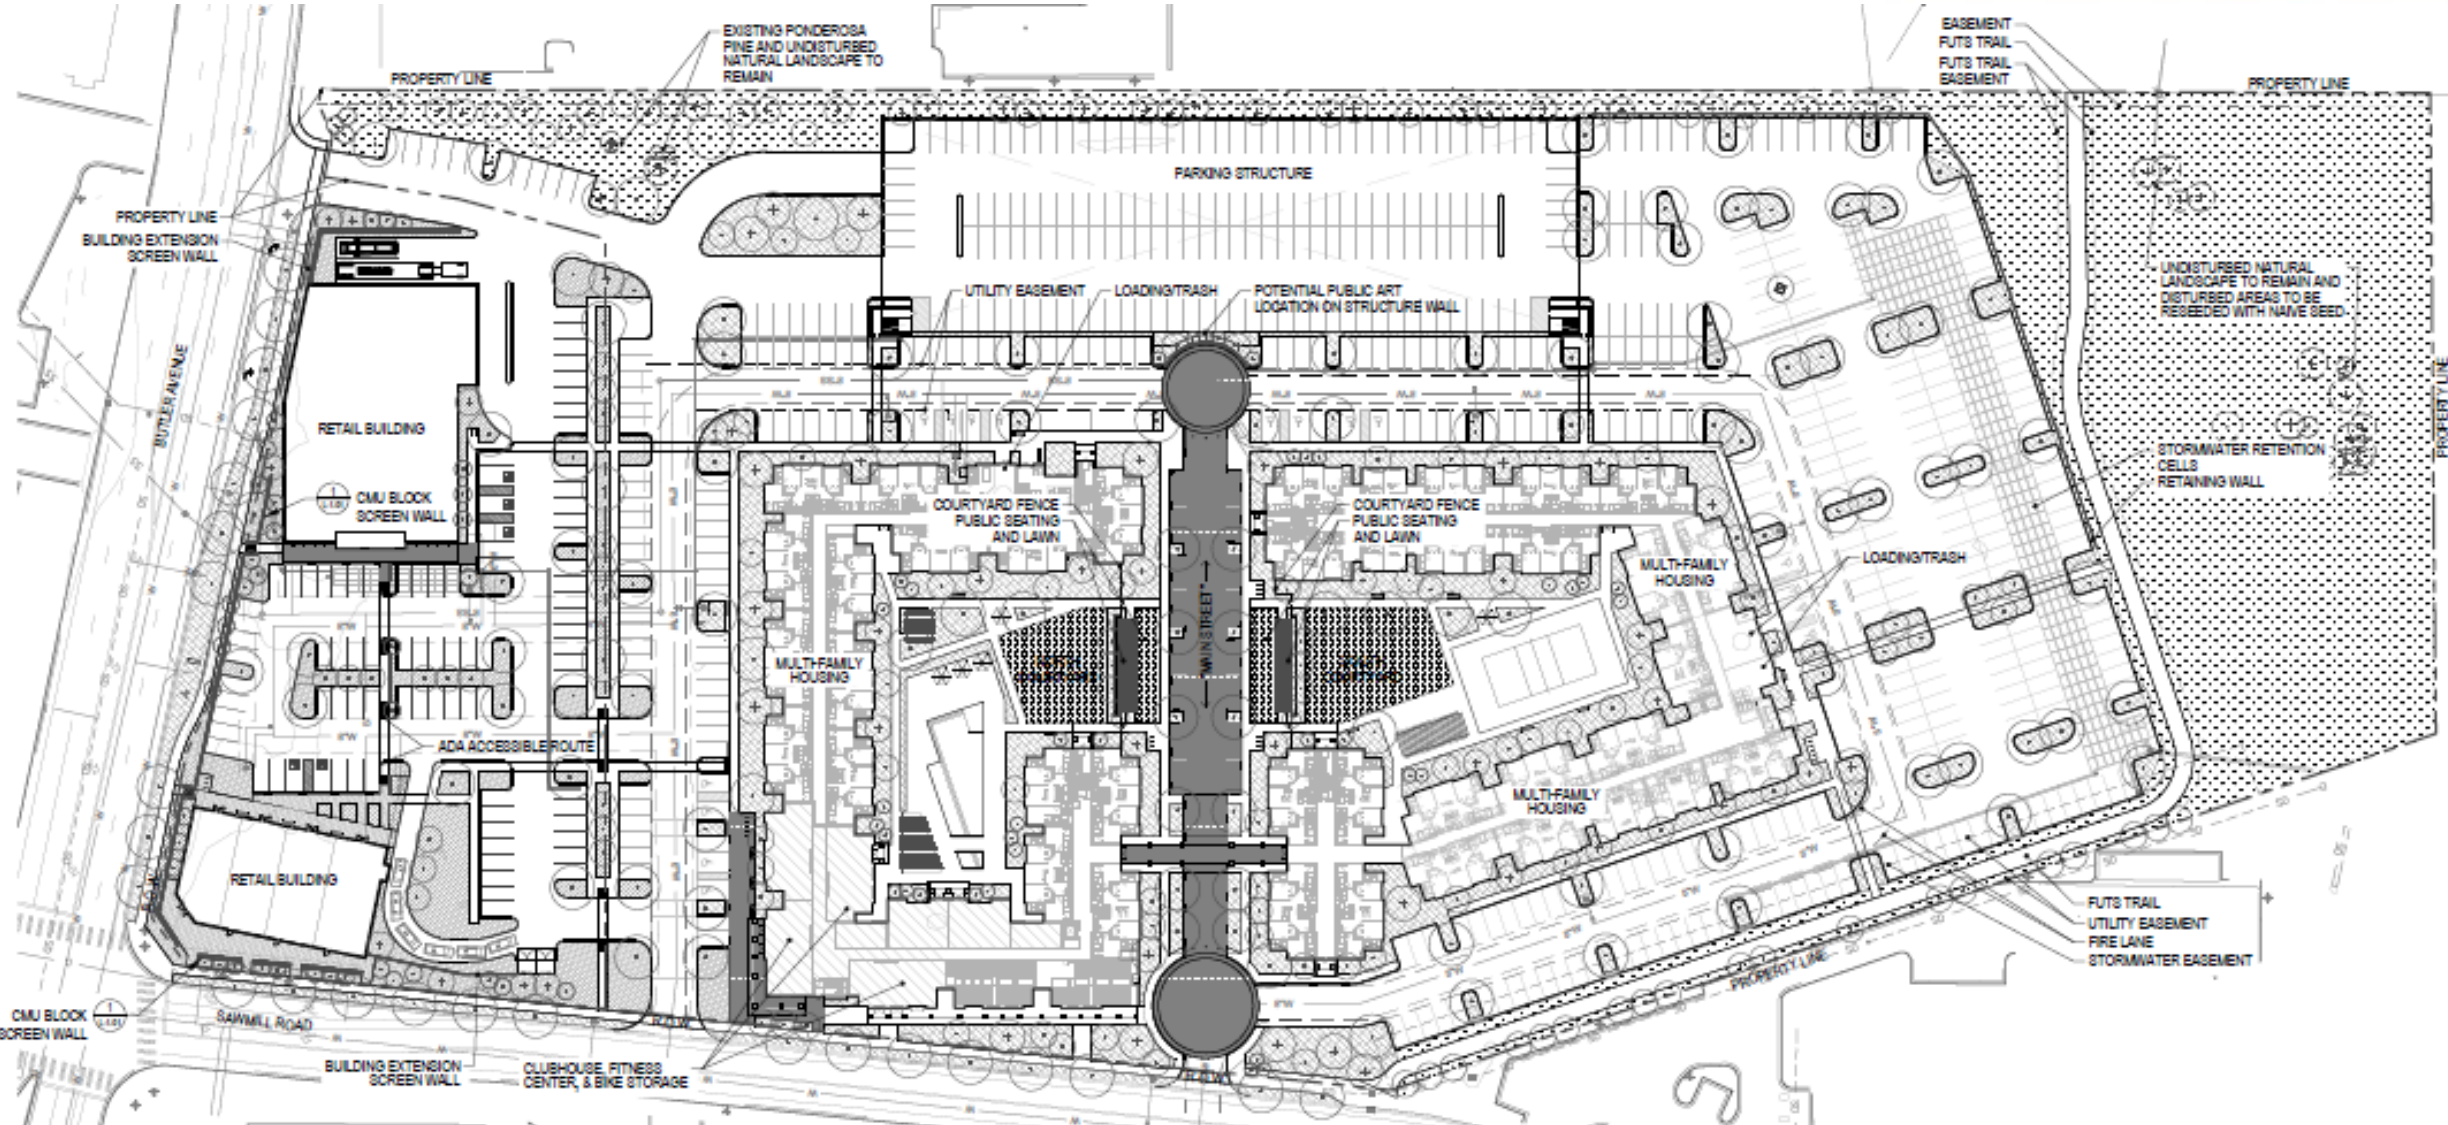 EXISTING PONDEROSA
PINE AND UNDISTURBED
NATURAL LANDSCAPE TO
REMAIN
PROPERTY LINE
EASEMENT
FUTS TRAIL
FUTS TRAIL
EASEMENT
PROPERTY LINE
PARKING STRUCTURE
PROPERTY LINE
BUILDING EXTENSION
SCREEN WALL
UTILITY EASEMENT
LOADING/TRASH
POTENTIAL PUBLIC ART
LOCATION ON STRUCTURE WALL
UNDISTURBED NATURAL
LANDSCAPE TO REMAIN AND
DISTURBED AREAS TO BE
RESEEDED WITH NAIVE SEED
BUTLER AVENUE
PROPERTY LINE
RETAIL BUILDING
STORMWATER RETENTION
CELLS
RETAINING WALL
CMU BLOCK
SCREEN WALL
COURTYARD FENCE
PUBLIC SEATING
AND LAWN
COURTYARD FENCE
PUBLIC SEATING
AND LAWN
LOADING/TRASH
MULTI-FAMILY
HOUSING
"MAIN STREET"
MULTI-FAMILY
HOUSING
COURTYARD
ADA ACCESSIBLE ROUTE
MULTI-FAMILY
HOUSING
RETAIL BUILDING
FUTS TRAIL
UTILITY EASEMENT
FIRE LANE
STORMWATER EASEMENT
PROPERTY LINE
CMU BLOCK
SCREEN WALL
SAWMILL ROAD
R.O.W
BUILDING EXTENSION
SCREEN WALL
CLUBHOUSE, FITNESS
CENTER, & BIKE STORAGE
R.O.W